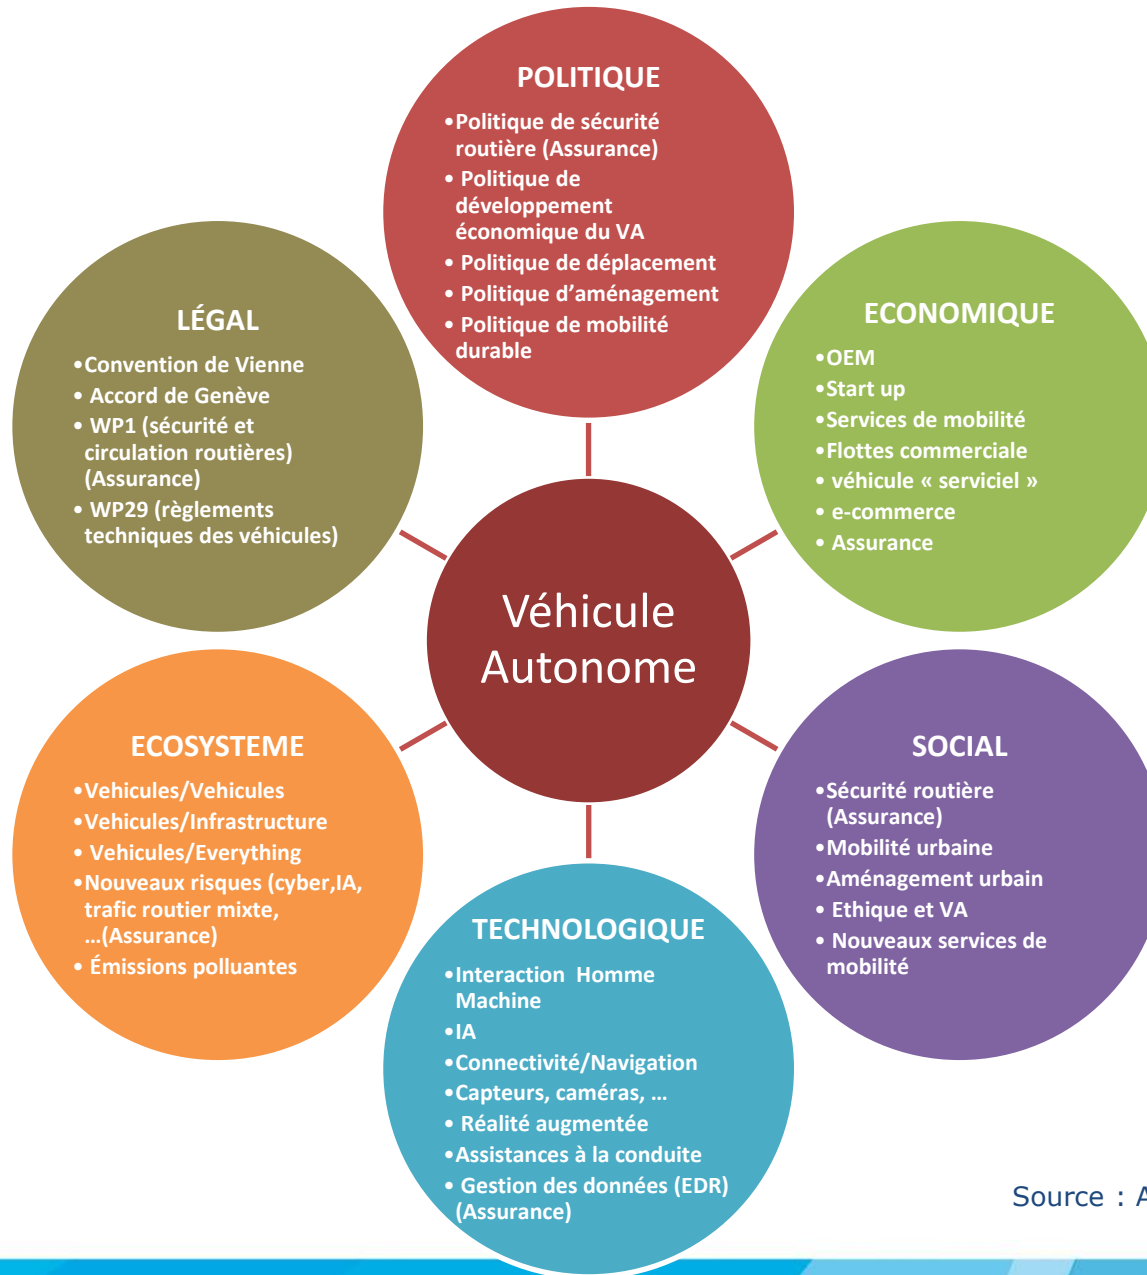 POLITIQUE
•Politique de sécurité
routière (Assurance)
• Politique de
développement
économique du VA
• Politique de déplacement
• Politique d’aménagement
• Politique de mobilité
durable
ECONOMIQUE
•OEM
•Start up
•Services de mobilité
•Flottes commerciale
• véhicule « serviciel »
• e-commerce
• Assurance
SOCIAL
•Sécurité routière
(Assurance)
•Mobilité urbaine
•Aménagement urbain
• Ethique et VA
• Nouveaux services de
mobilité
TECHNOLOGIQUE
•Interaction Homme
Machine
•IA
•Connectivité/Navigation
•Capteurs, caméras, …
• Réalité augmentée
•Assistances à la conduite
• Gestion des données (EDR)
(Assurance)
ECOSYSTEME
•Vehicules/Vehicules
•Vehicules/Infrastructure
• Vehicules/Everything
•Nouveaux risques (cyber,IA,
trafic routier mixte,
…(Assurance)
• Émissions polluantes
LÉGAL
•Convention de Vienne
• Accord de Genève
• WP1 (sécurité et
circulation routières)
(Assurance)
• WP29 (règlements
techniques des véhicules)
Véhicule
Autonome
Source : A